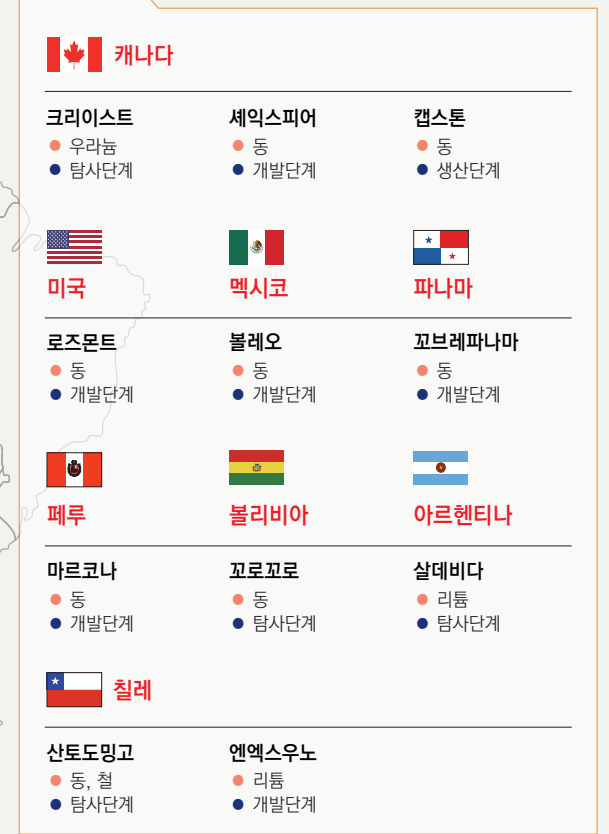 캐나다
크리이스트 셰익스피어 캡스톤
우라늄 동 동
탐사단계 개발단계 생산단계
미국 멕시코 파나마
로즈몬트 볼레오 꼬브레파나마
동 동 동
개발단계 개발단계 개발단계
페루 볼리비아 아르헨티나
마르코나 꼬로꼬로 살데비다
동 동 리튬
개발단계 탐사단계 탐사단계
칠레
산토도밍고 엔엑스우노
동, 철 리튬
탐사단계 개발단계